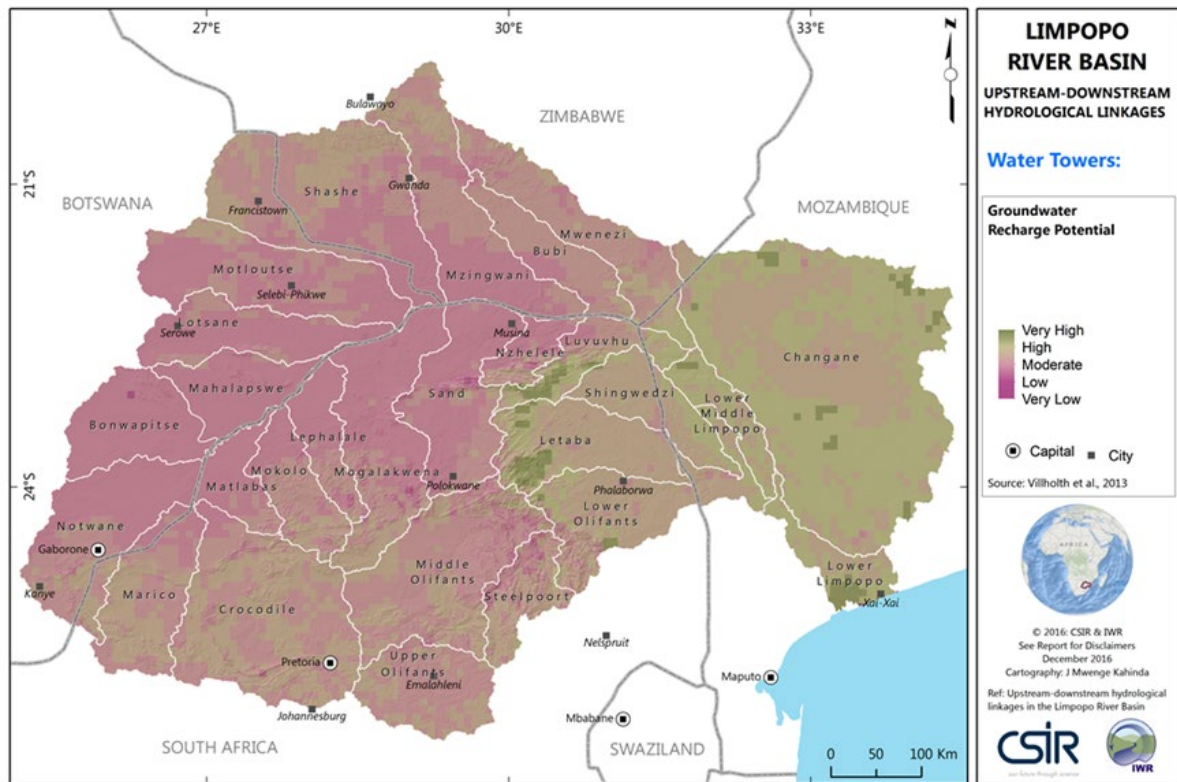 27°E
30°E
33°E
N
Bulawayo
ZIMBABWE
21°S
Shashe
Gwanda
BOTSWANA
Francistown
MOZAMBIQUE
Mwenezi
Bubi
Motloutse
Mzingwani
Selebi-Phikwe
Lotsane
Serowe
Musina
Luvuvhu
Nzhelele
Changane
Mahalapswe
Shingwedzi
Sand
Lower
Middle
Limpopo
Bonwapitse
Lephalale
Letaba
Mokolo
Mogalakwena
24°S
Matlabas
Polokwane
Phalaborwa
Lower
Olifants
Notwane
Gaborone
Middle
Olifants
Lower
Limpopo
Kanye
Marico
Crocodile
Steelpoort
Xai-Xai
Nelspruit
Pretoria
Upper
Olifants
Emalahleni
Maputo
Johannesburg
Mbabane
SOUTH AFRICA
SWAZILAND
0 50 100 Km
LIMPOPO
RIVER BASIN
UPSTREAM-DOWNSTREAM
HYDROLOGICAL LINKAGES
Water Towers:
Groundwater
Recharge Potential
Very High
High
Moderate
Low
Very Low
Capital City
Source: Villholth et al., 2013
AFRICA
© 2016: CSIR & IWR
See Report for Disclaimers
December 2016
Cartography: J Mwenge Kahinda
Ref: Upstream-downstream hydrological
linkages in the Limpopo River Basin
CSIR
our future through science
IWR